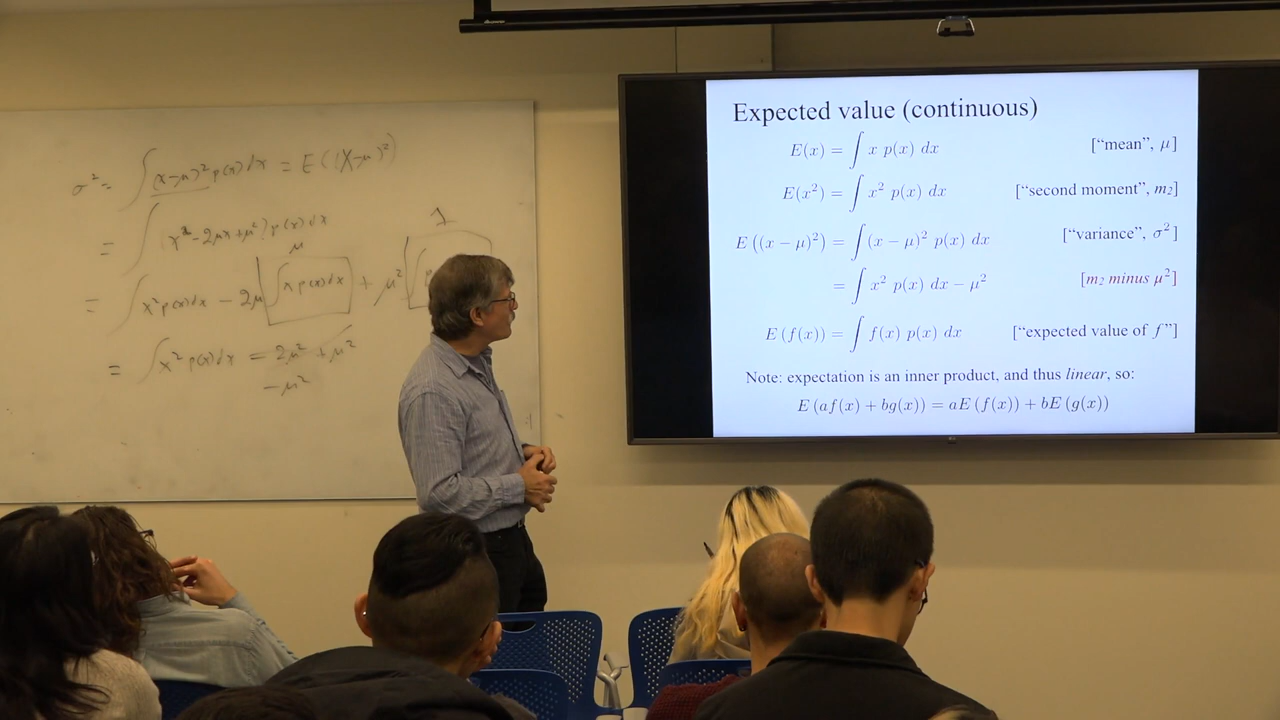 σ² = ∫ (x-μ)² p(x) dx = E((X-μ)²)
= ∫ (x² - 2μx + μ²) p(x) dx
μ
1
= ∫ x² p(x) dx - 2μ ∫ x p(x) dx + μ²
= ∫ x² p(x) dx = 2μ² + μ²
- μ²
Expected value (continuous)
E(x) = ∫ x p(x) dx [“mean”, μ]
E(x²) = ∫ x² p(x) dx [“second moment”, m₂]
E ((x − μ)²) = ∫ (x − μ)² p(x) dx [“variance”, σ²]
= ∫ x² p(x) dx − μ² [m₂ minus μ²]
E (f(x)) = ∫ f(x) p(x) dx [“expected value of f”]
Note: expectation is an inner product, and thus linear, so:
E (af(x) + bg(x)) = aE (f(x)) + bE (g(x))